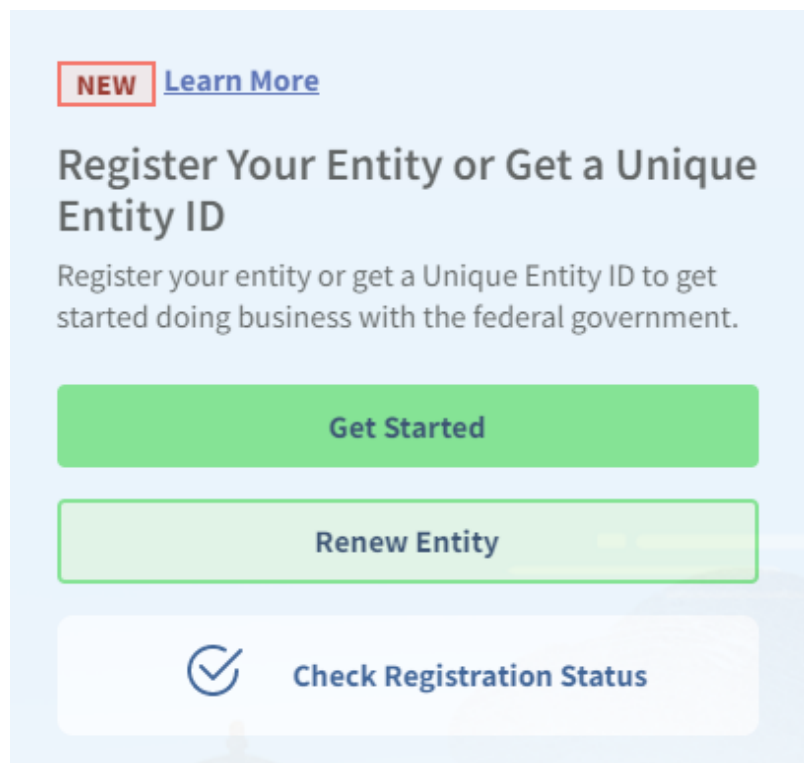 NEW Learn More
Register Your Entity or Get a Unique
Entity ID
Register your entity or get a Unique Entity ID to get
started doing business with the federal government.
Get Started
Renew Entity
Check Registration Status